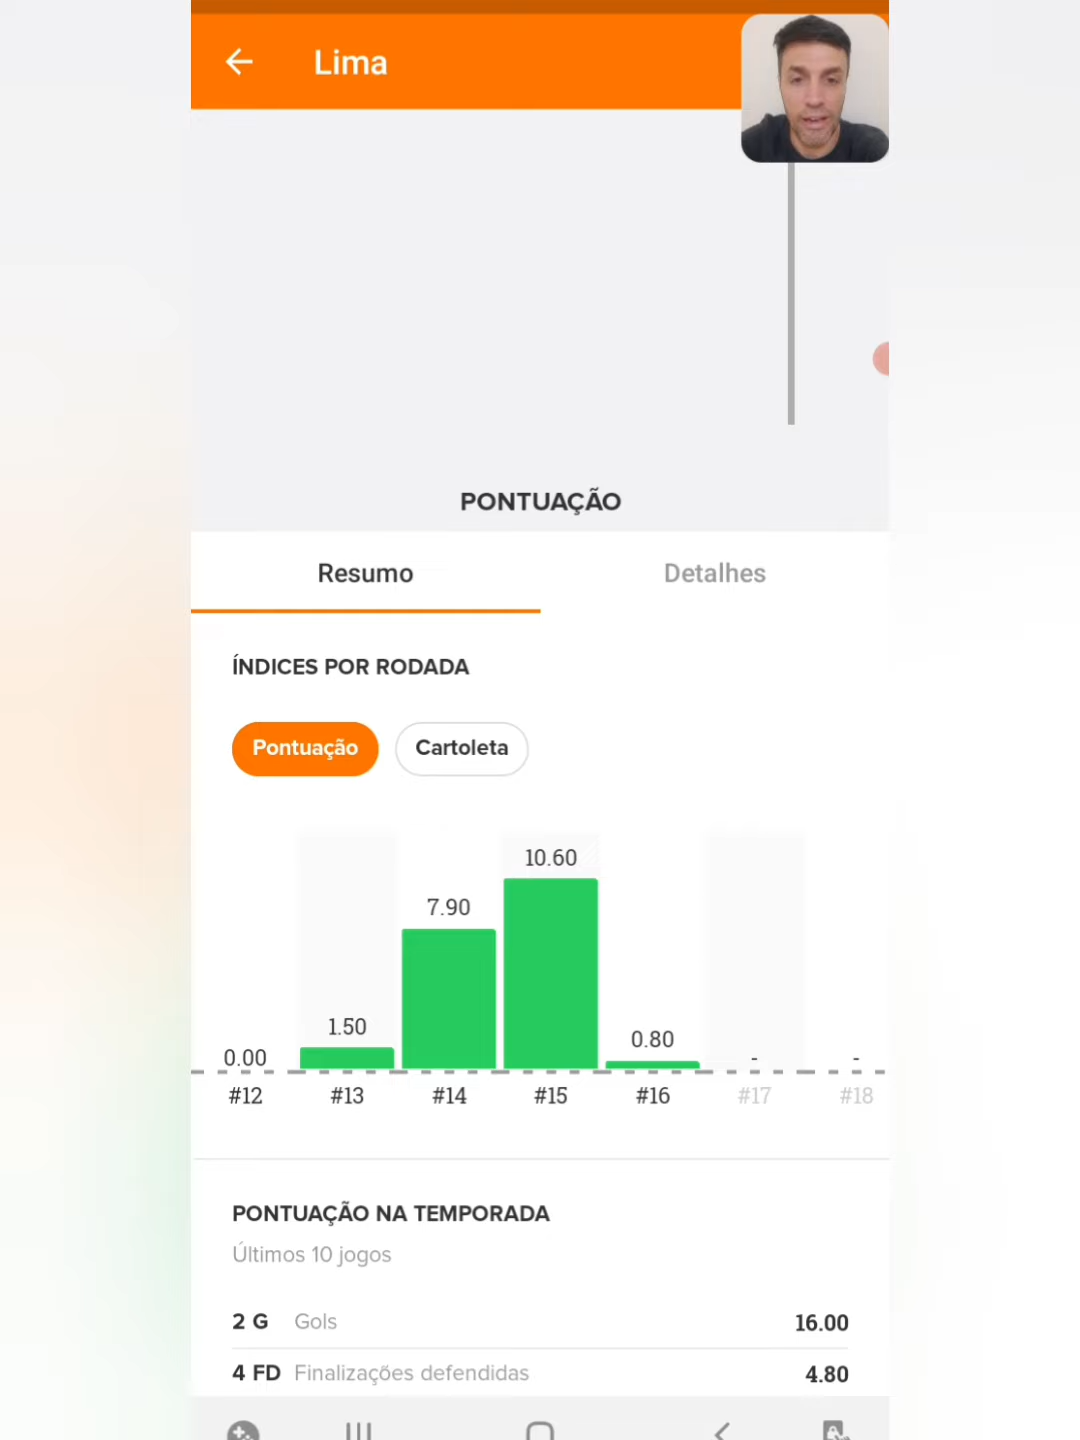 Lima
PONTUAÇÃO
Resumo Detalhes
ÍNDICES POR RODADA
Pontuação Cartoleta
10.60
7.90
1.50
0.80
0.00
- -
#12 #13 #14 #15 #16 #17 #18
PONTUAÇÃO NA TEMPORADA
Últimos 10 jogos
2 G Gols 16.00
4 FD Finalizações defendidas 4.80